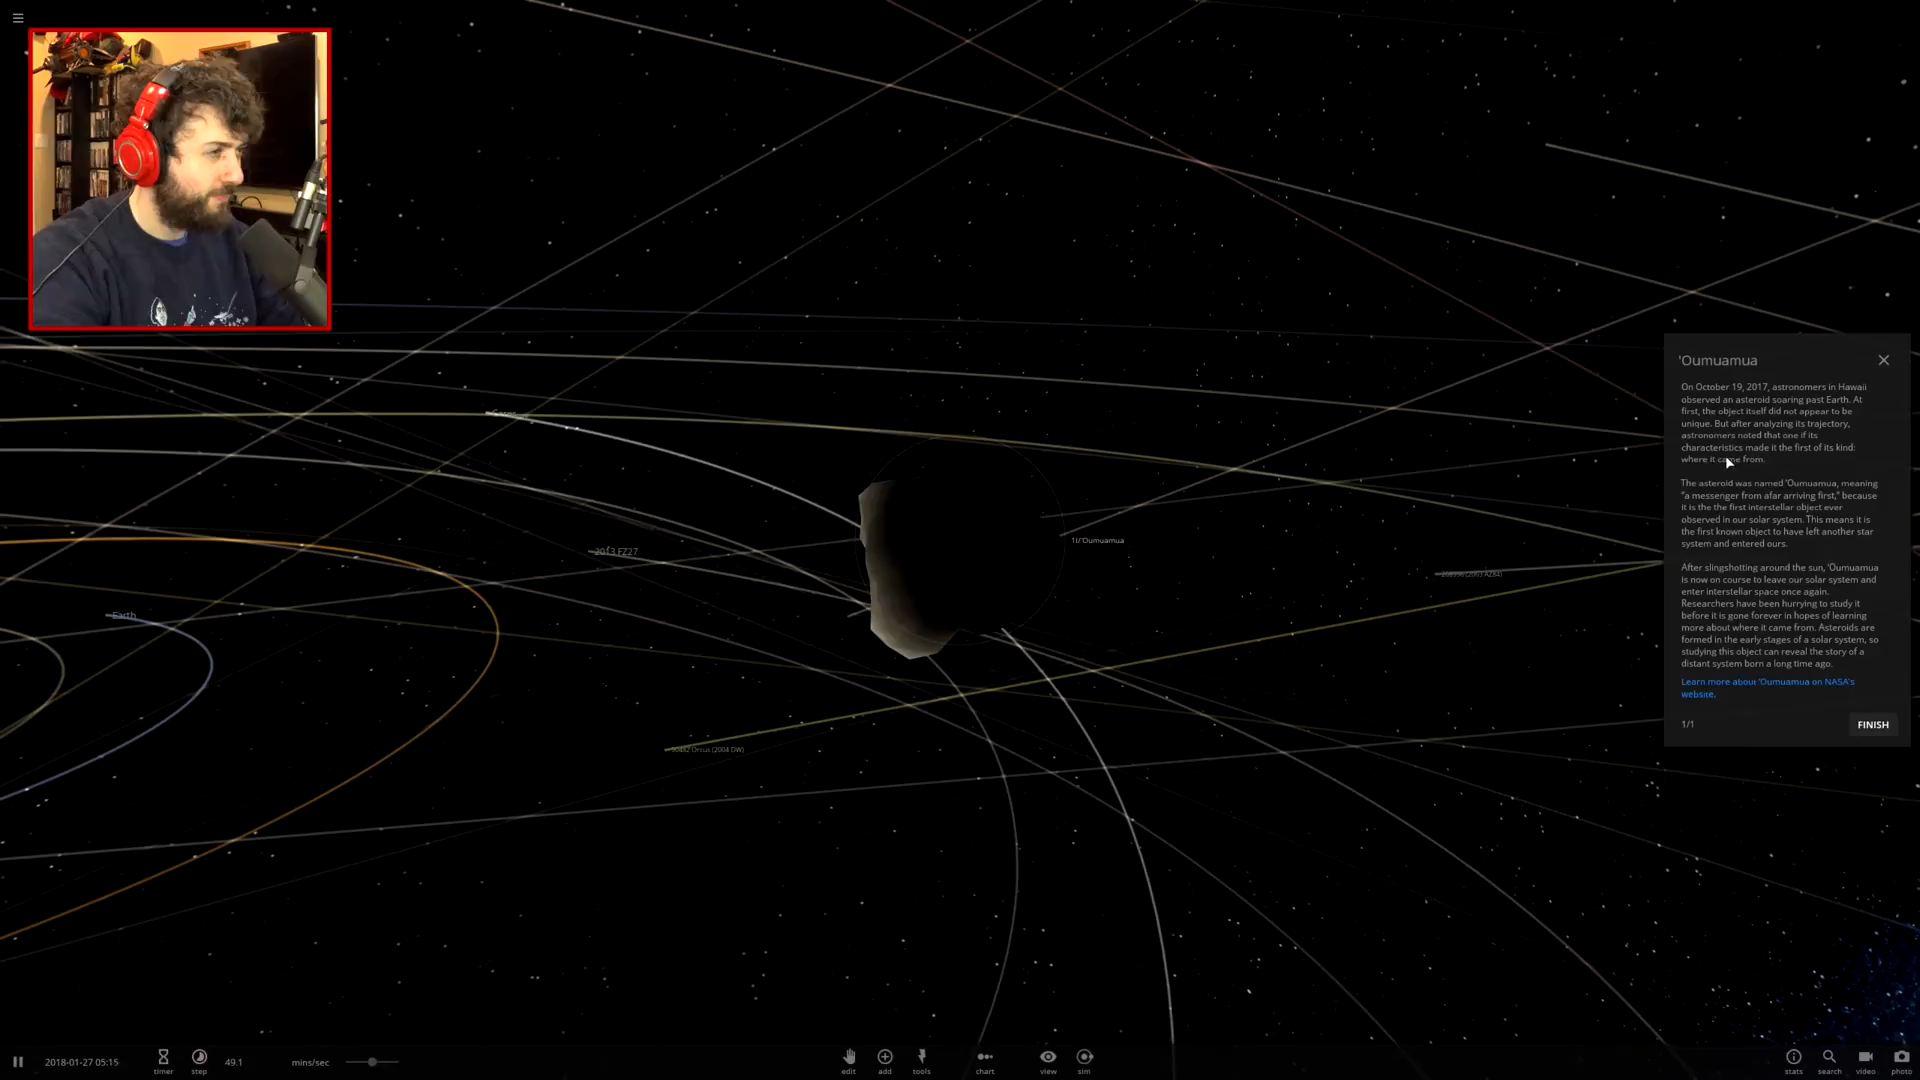 Ceres
2013 FZ27
1I/'Oumuamua
Earth
90482 Orcus (2004 DW)
'Oumuamua
On October 19, 2017, astronomers in Hawaii
observed an asteroid soaring past Earth. At
first, the object itself did not appear to be
unique. But after analyzing its trajectory,
astronomers noted that one if its
characteristics made it the first of its kind:
where it came from.
The asteroid was named 'Oumuamua, meaning
"a messenger from afar arriving first," because
it is the the first interstellar object ever
observed in our solar system. This means it is
the first known object to have left another star
system and entered ours.
After slingshotting around the sun, 'Oumuamua
is now on course to leave our solar system and
enter interstellar space once again.
Researchers have been hurrying to study it
before it is gone forever in hopes of learning
more about where it came from. Asteroids are
formed in the early stages of a solar system, so
studying this object can reveal the story of a
distant system born a long time ago.
Learn more about 'Oumuamua on NASA's
website.
1/1 FINISH
2018-01-27 05:15 timer step 49.1 mins/sec edit add tools chart view sim stats search video photo